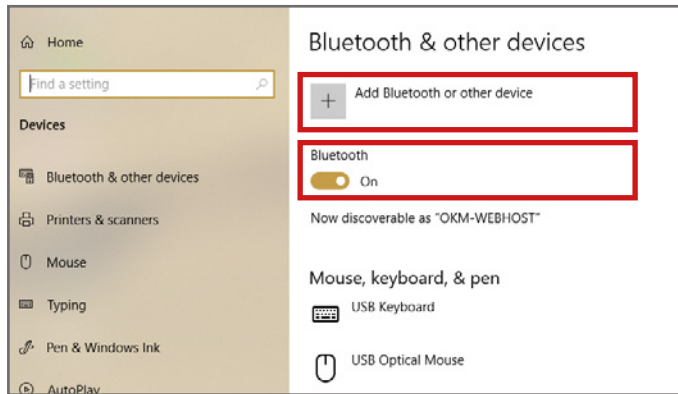 Home
Find a setting
Devices
Bluetooth & other devices
Printers & scanners
Mouse
Typing
Pen & Windows Ink
AutoPlay
Bluetooth & other devices
Add Bluetooth or other device
Bluetooth
On
Now discoverable as "OKM-WEBHOST"
Mouse, keyboard, & pen
USB Keyboard
USB Optical Mouse